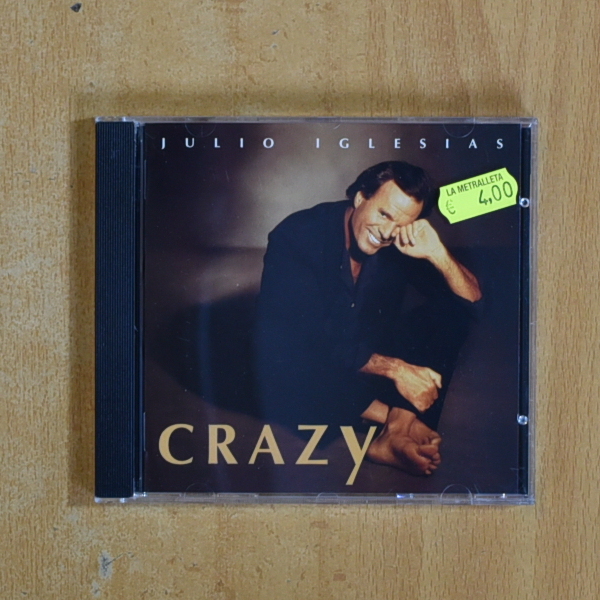 JULIO IGLESIAS
LA METRALLETA
€ 4,00
CRAZY